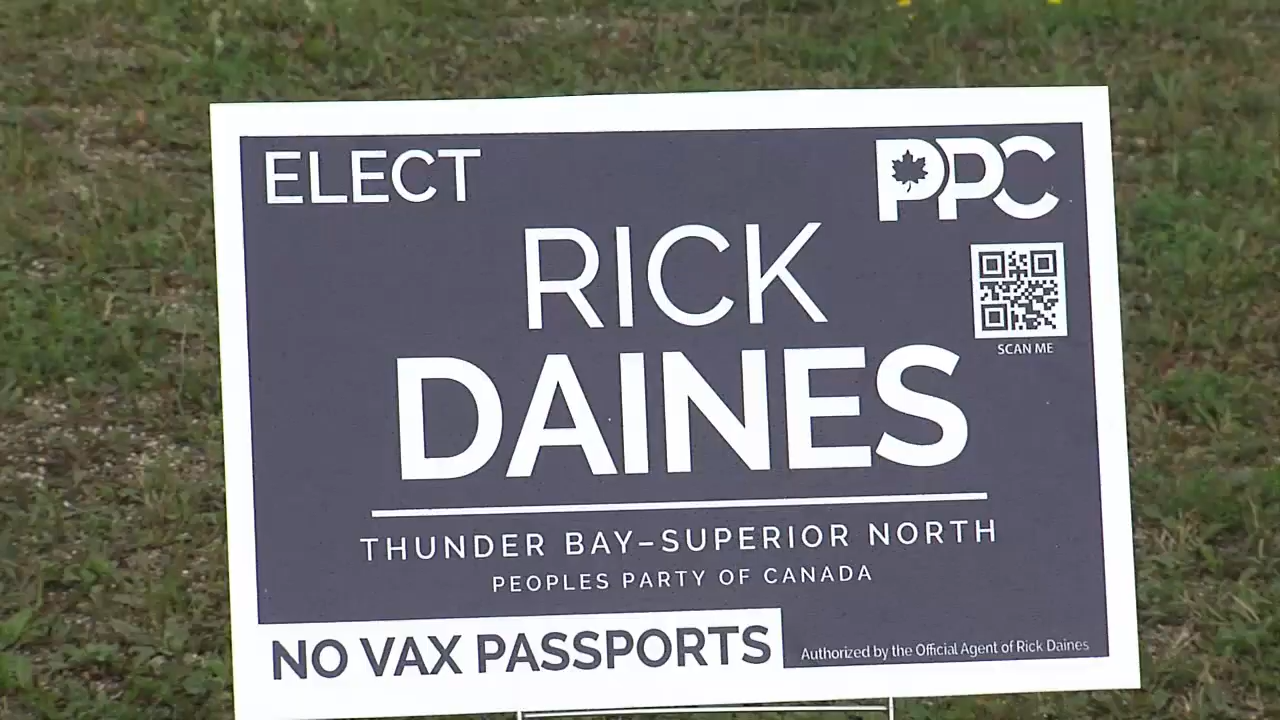 ELECT
PPC
RICK
SCAN ME
DAINES
THUNDER BAY–SUPERIOR NORTH
PEOPLES PARTY OF CANADA
NO VAX PASSPORTS
Authorized by the Official Agent of Rick Daines